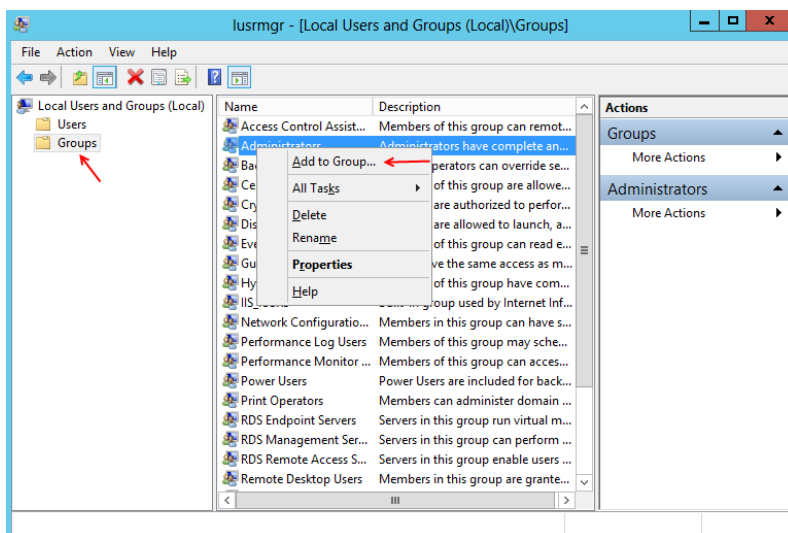 lusrmgr - [Local Users and Groups (Local)\Groups]
File Action View Help
Local Users and Groups (Local)
Users
Groups
Name Description
Access Control Assist... Members of this group can remot...
Administrators Administrators have complete an...
Ba perators can override se...
Ce of this group are allowe...
Cry are authorized to perfor...
Dis are allowed to launch, a...
Eve of this group can read e...
Gu ve the same access as m...
Hy of this group have com...
IIS_IUSRS Built-in group used by Internet Inf...
Network Configuratio... Members in this group can have s...
Performance Log Users Members of this group may sche...
Performance Monitor ... Members of this group can acces...
Power Users Power Users are included for back...
Print Operators Members can administer domain ...
RDS Endpoint Servers Servers in this group run virtual m...
RDS Management Ser... Servers in this group can perform ...
RDS Remote Access S... Servers in this group enable users ...
Remote Desktop Users Members in this group are grante...
Add to Group...
All Tasks
Delete
Rename
Properties
Help
Actions
Groups
More Actions
Administrators
More Actions